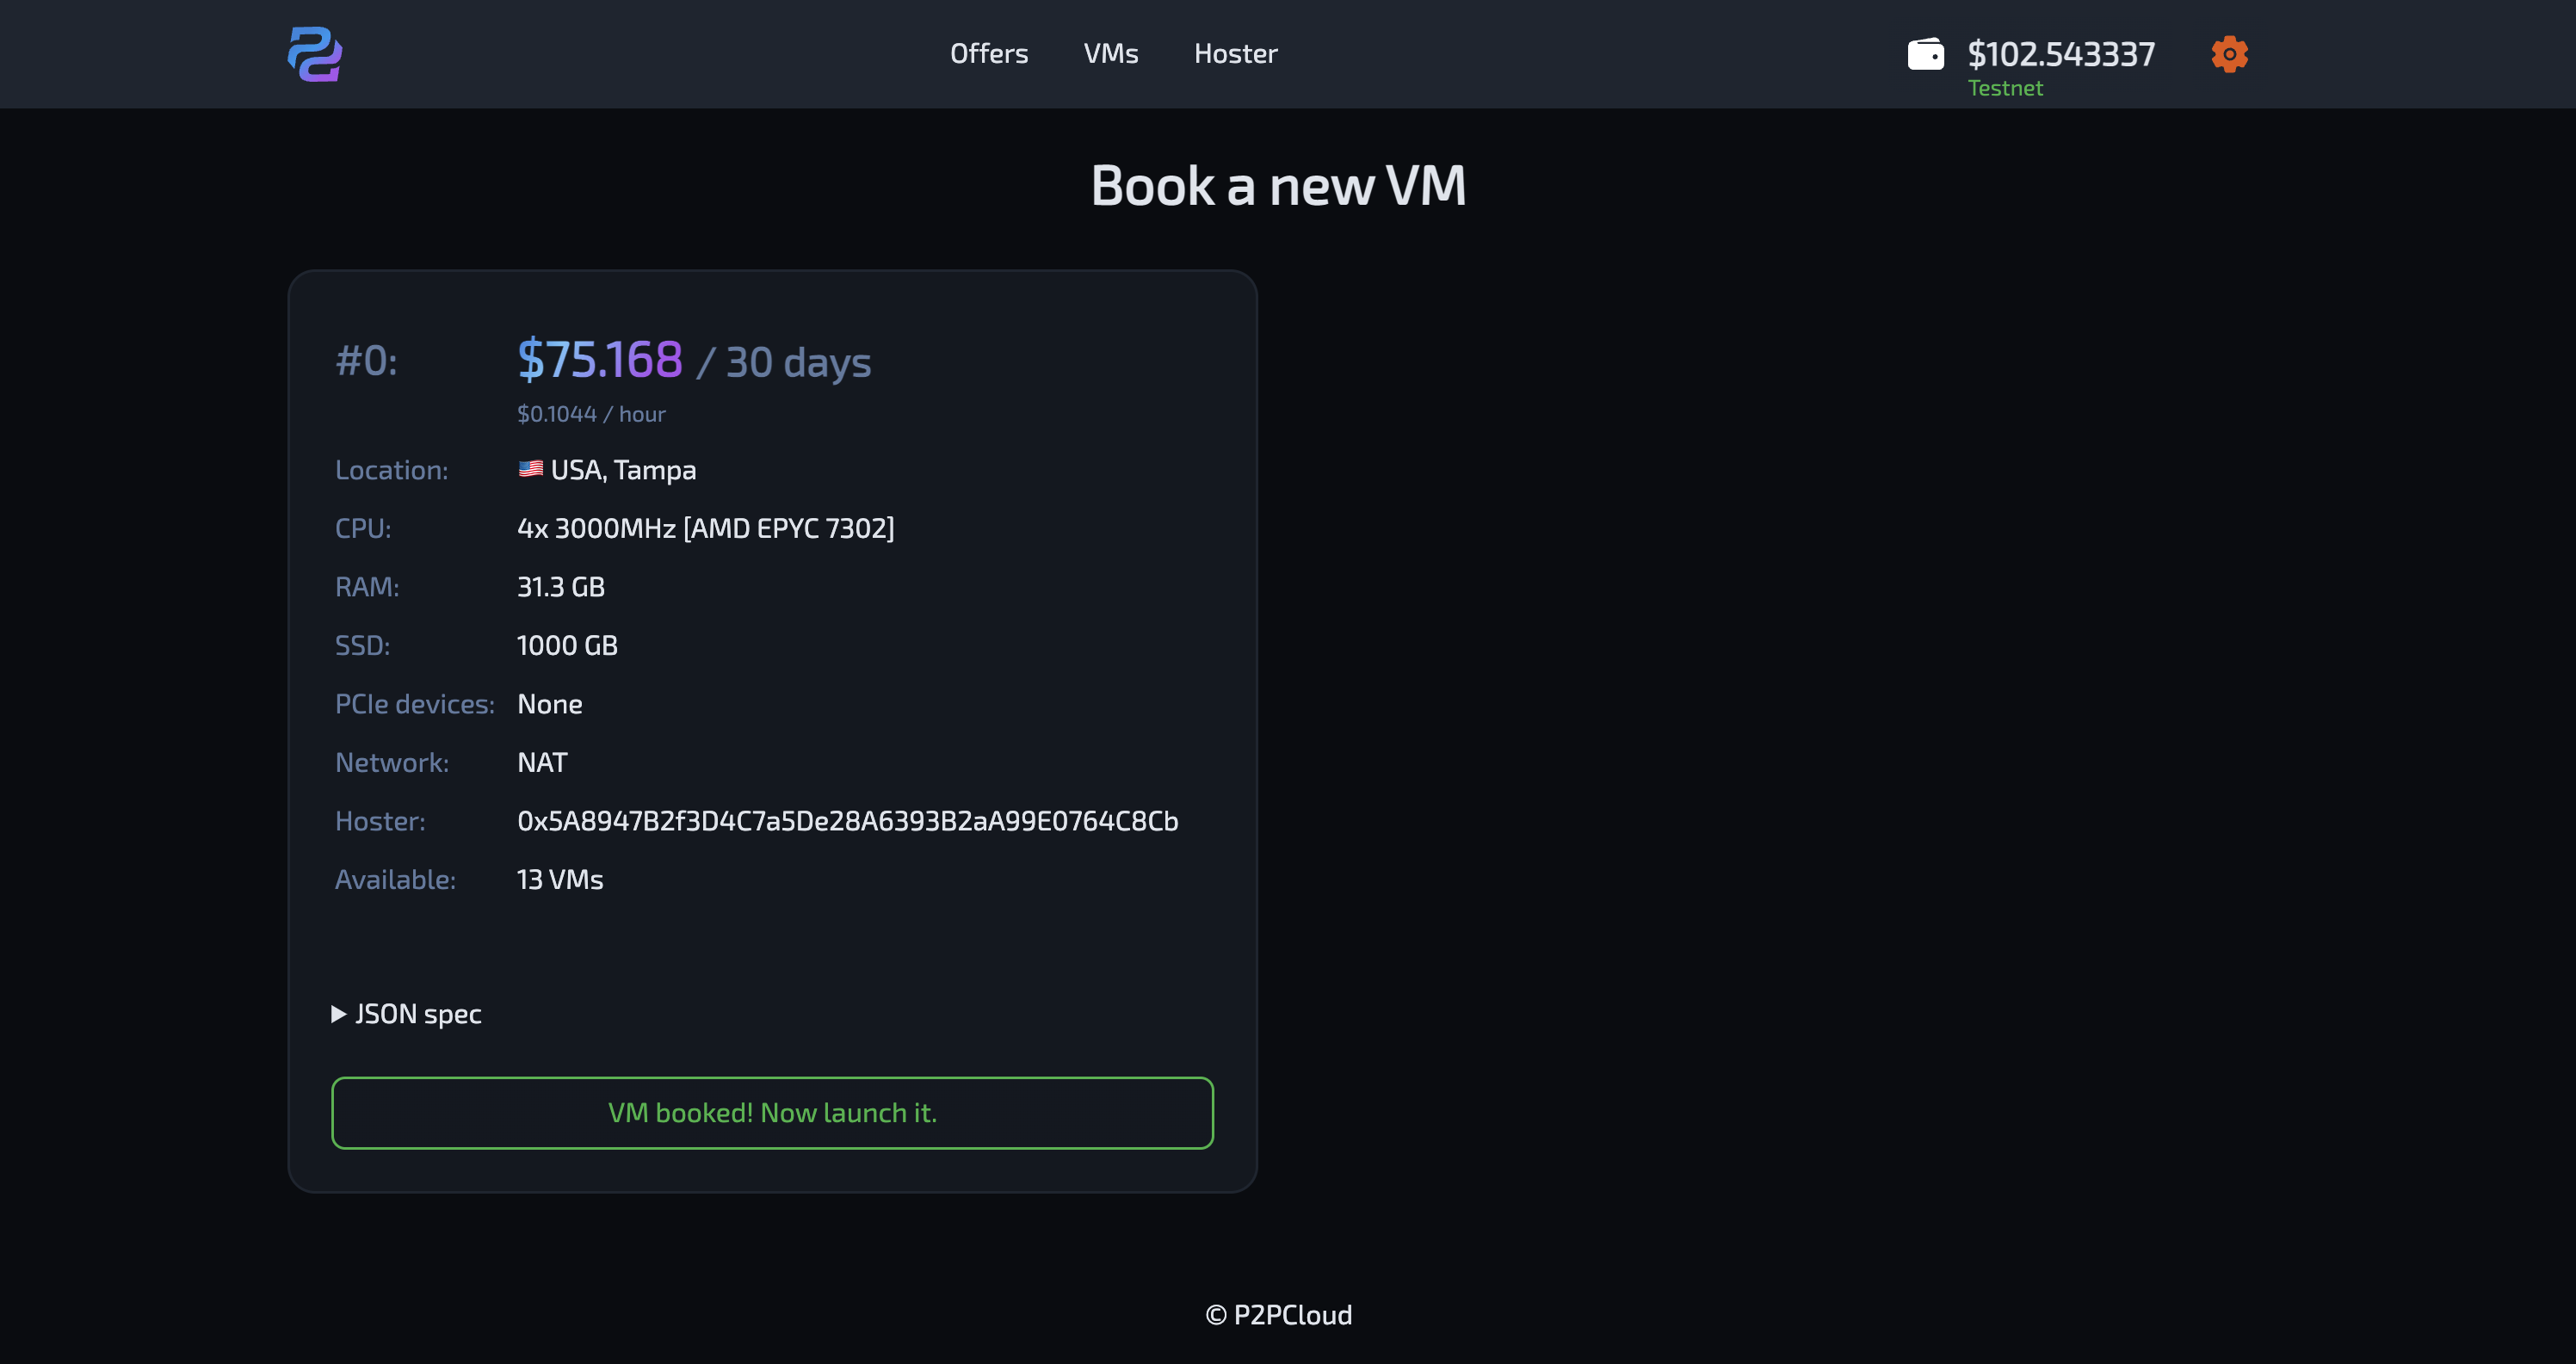 Offers VMs Hoster $102.543337
Testnet
Book a new VM
#0: $75.168 / 30 days
$0.1044 / hour
Location: USA, Tampa
CPU: 4x 3000MHz [AMD EPYC 7302]
RAM: 31.3 GB
SSD: 1000 GB
PCIe devices: None
Network: NAT
Hoster: 0x5A8947B2f3D4C7a5De28A6393B2aA99E0764C8Cb
Available: 13 VMs
JSON spec
VM booked! Now launch it.
© P2PCloud